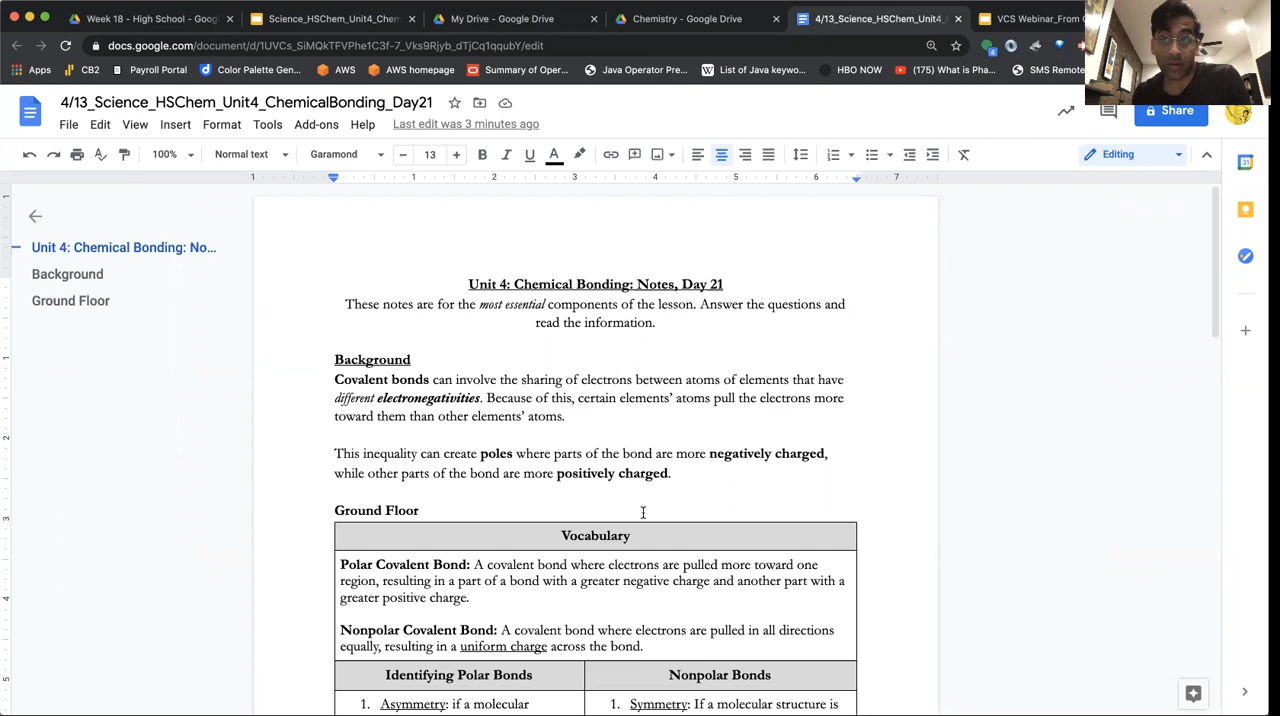 Week 18 - High School - Goog
Science_HSChem_Unit4_Chem
My Drive - Google Drive
Chemistry - Google Drive
4/13_Science_HSChem_Unit4_
VCS Webinar_From G
docs.google.com/document/d/1UVCs_SiMQkTFVPhe1C3f-7_Vks9Rjyb_dTjCq1qqubY/edit
Apps
CB2
Payroll Portal
Color Palette Gen...
AWS
AWS homepage
Summary of Oper...
Java Operator Pre...
List of Java keywo...
HBO NOW
(175) What is Pha...
SMS Remote
4/13_Science_HSChem_Unit4_ChemicalBonding_Day21
File Edit View Insert Format Tools Add-ons Help Last edit was 3 minutes ago
Share
100% Normal text Garamond 13 B I U A Editing
1 1 2 3 4 5 6 7
Unit 4: Chemical Bonding: No...
Background
Ground Floor
Unit 4: Chemical Bonding: Notes, Day 21
These notes are for the most essential components of the lesson. Answer the questions and
read the information.
Background
Covalent bonds can involve the sharing of electrons between atoms of elements that have
different electronegativities. Because of this, certain elements' atoms pull the electrons more
toward them than other elements' atoms.
This inequality can create poles where parts of the bond are more negatively charged,
while other parts of the bond are more positively charged.
Ground Floor
Vocabulary
Polar Covalent Bond: A covalent bond where electrons are pulled more toward one
region, resulting in a part of a bond with a greater negative charge and another part with a
greater positive charge.
Nonpolar Covalent Bond: A covalent bond where electrons are pulled in all directions
equally, resulting in a uniform charge across the bond.
Identifying Polar Bonds
Nonpolar Bonds
1. Asymmetry: if a molecular
1. Symmetry: If a molecular structure is